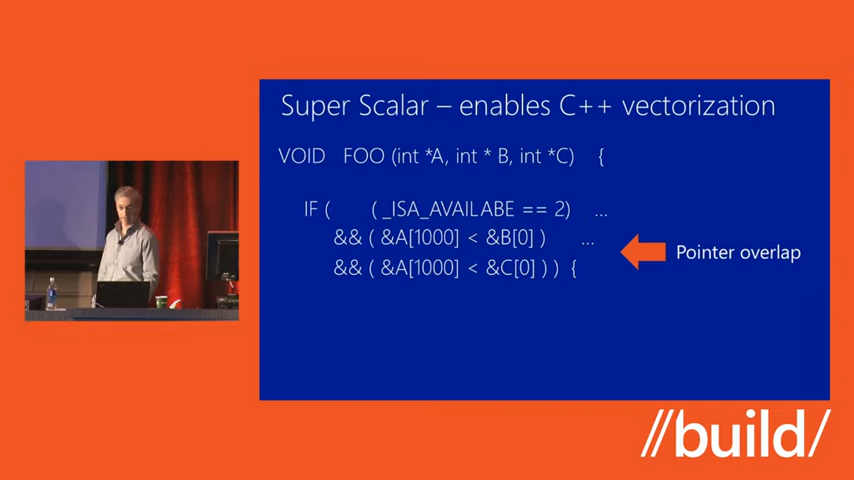 Super Scalar – enables C++ vectorization
VOID FOO (int *A, int * B, int *C) {
IF ( ( _ISA_AVAILABE == 2) ...
&& ( &A[1000] < &B[0] ) ...
&& ( &A[1000] < &C[0] ) ) {
Pointer overlap
//build/